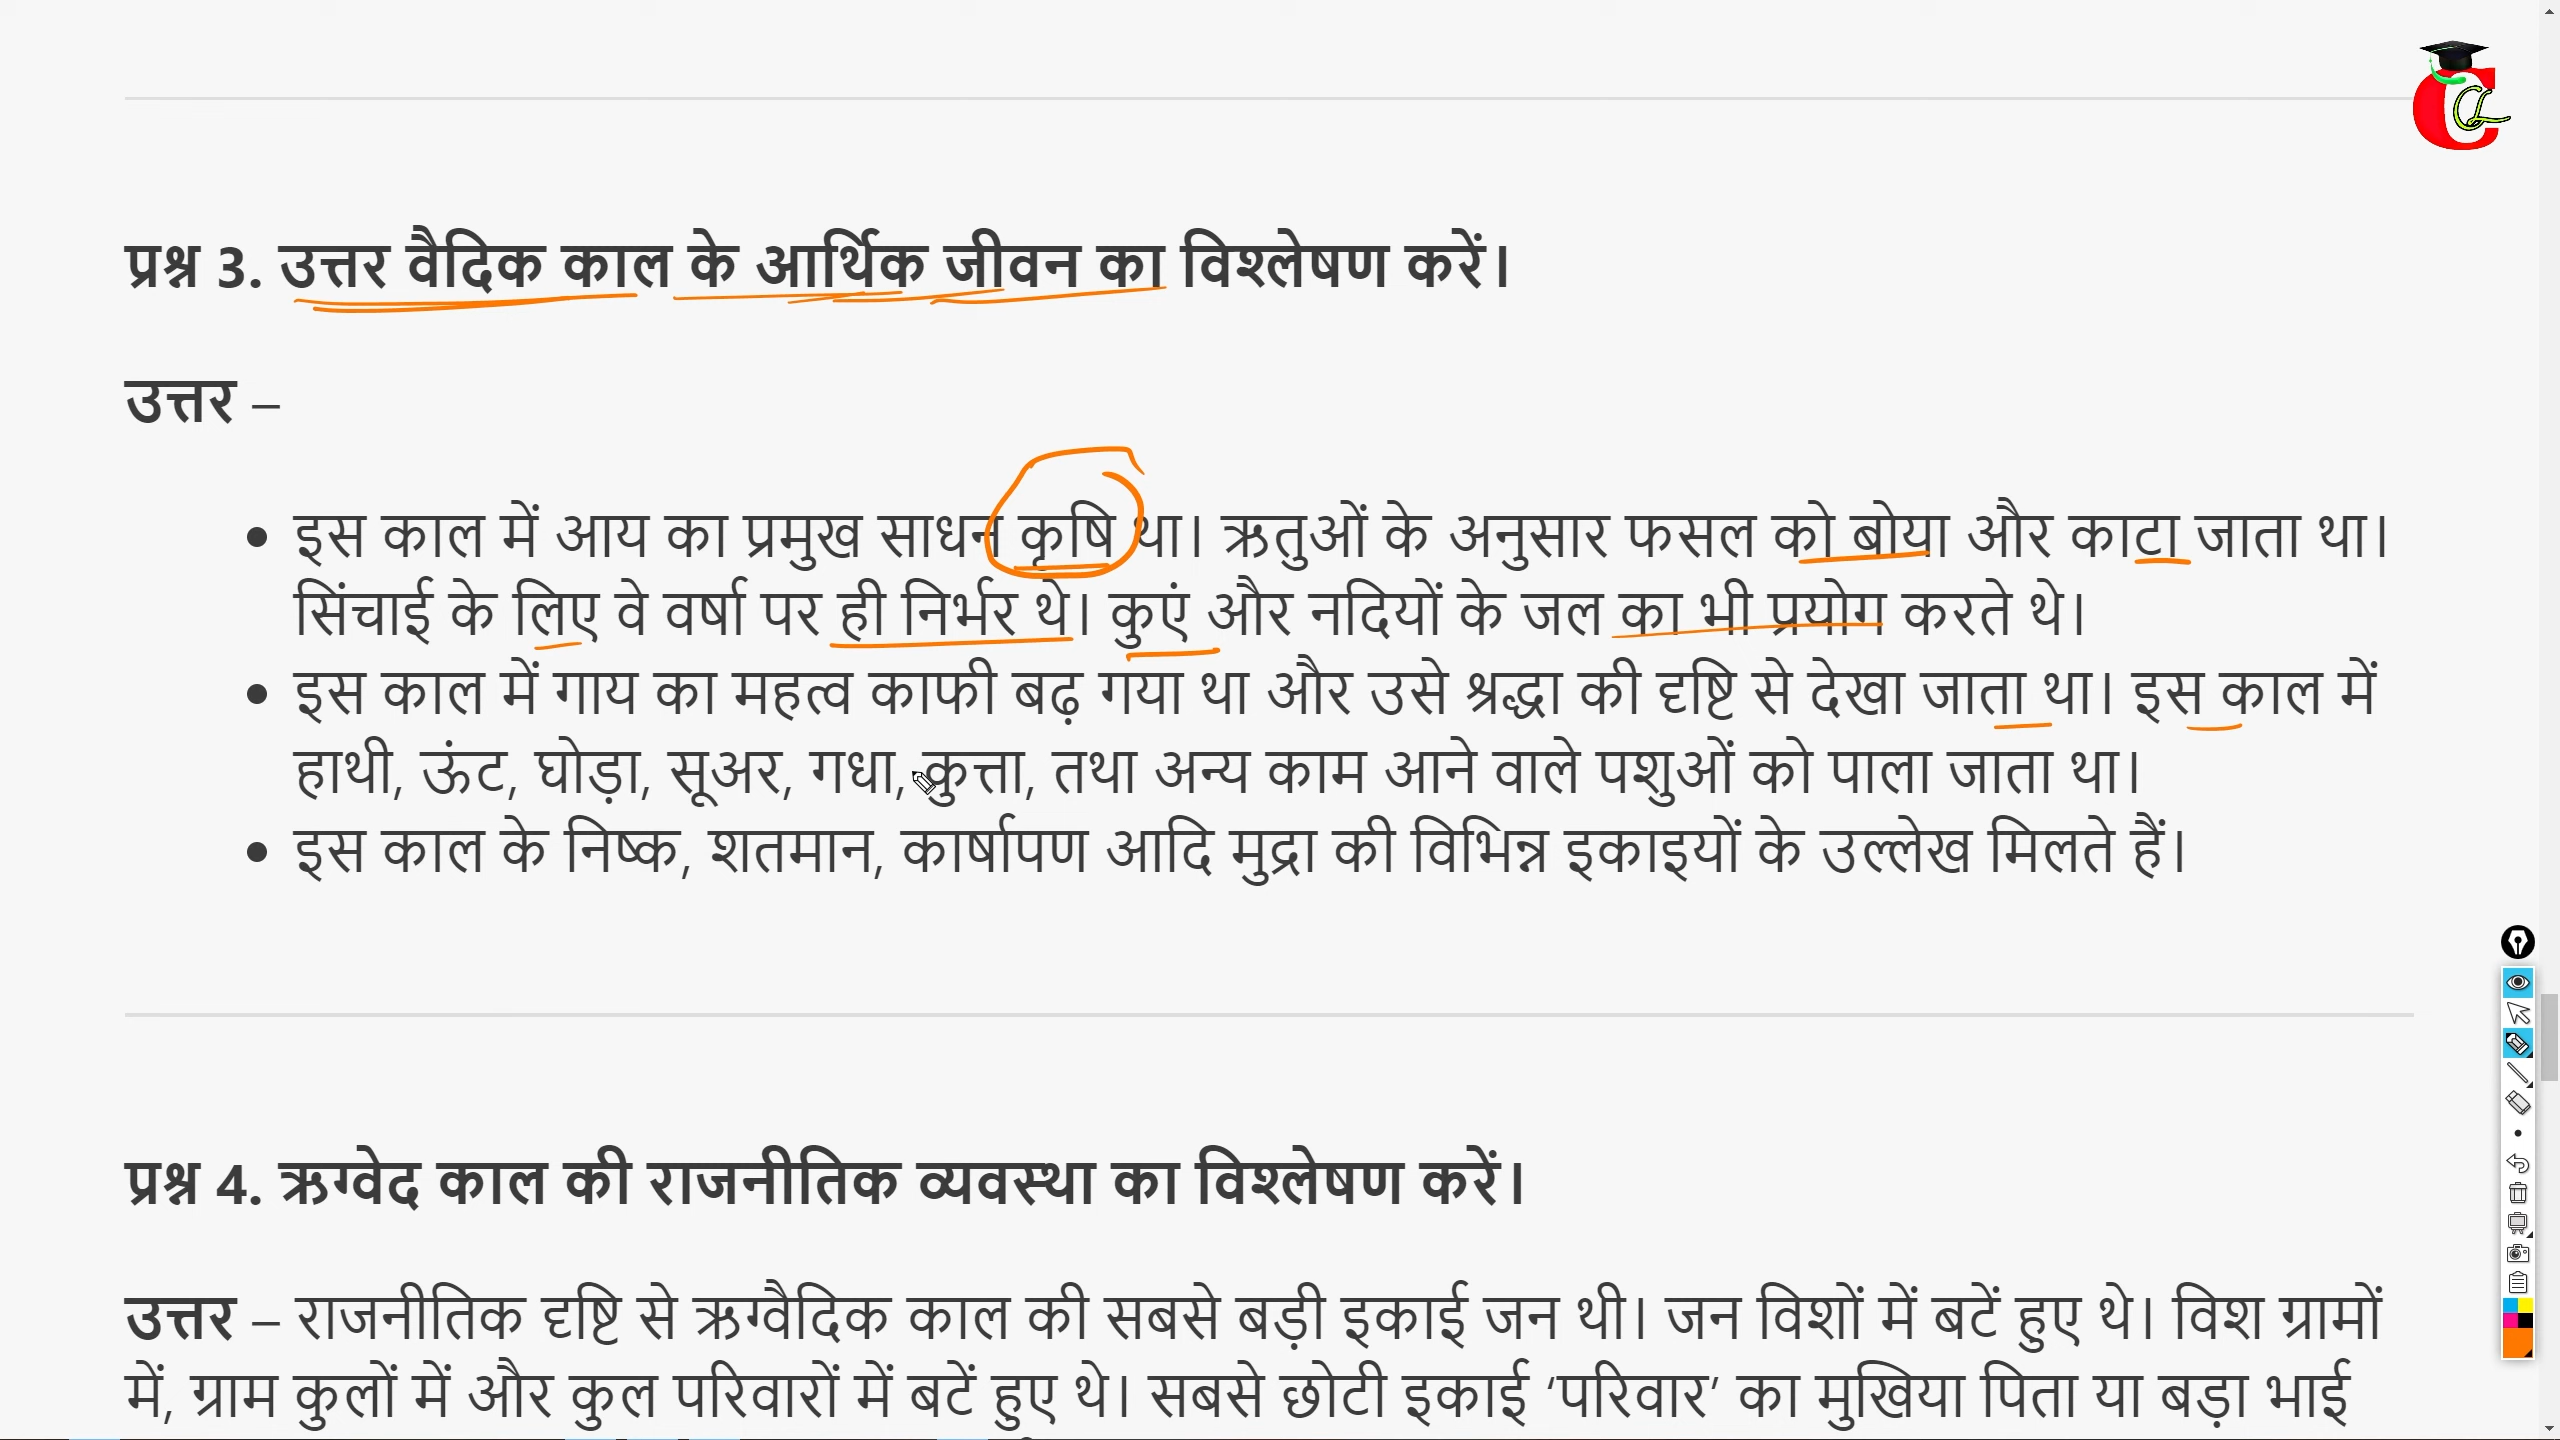 प्रश्न 3. उत्तर वैदिक काल के आर्थिक जीवन का विश्लेषण करें।
उत्तर –
• इस काल में आय का प्रमुख साधन कृषि था। ऋतुओं के अनुसार फसल को बोया और काटा जाता था।
सिंचाई के लिए वे वर्षा पर ही निर्भर थे। कुएं और नदियों के जल का भी प्रयोग करते थे।
• इस काल में गाय का महत्व काफी बढ़ गया था और उसे श्रद्धा की दृष्टि से देखा जाता था। इस काल में
हाथी, ऊंट, घोड़ा, सूअर, गधा, कुत्ता, तथा अन्य काम आने वाले पशुओं को पाला जाता था।
• इस काल के निष्क, शतमान, कार्षापण आदि मुद्रा की विभिन्न इकाइयों के उल्लेख मिलते हैं।
प्रश्न 4. ऋग्वेद काल की राजनीतिक व्यवस्था का विश्लेषण करें।
उत्तर – राजनीतिक दृष्टि से ऋग्वैदिक काल की सबसे बड़ी इकाई जन थी। जन विशों में बटें हुए थे। विश ग्रामों
में, ग्राम कुलों में और कुल परिवारों में बटें हुए थे। सबसे छोटी इकाई ‘परिवार’ का मुखिया पिता या बड़ा भाई